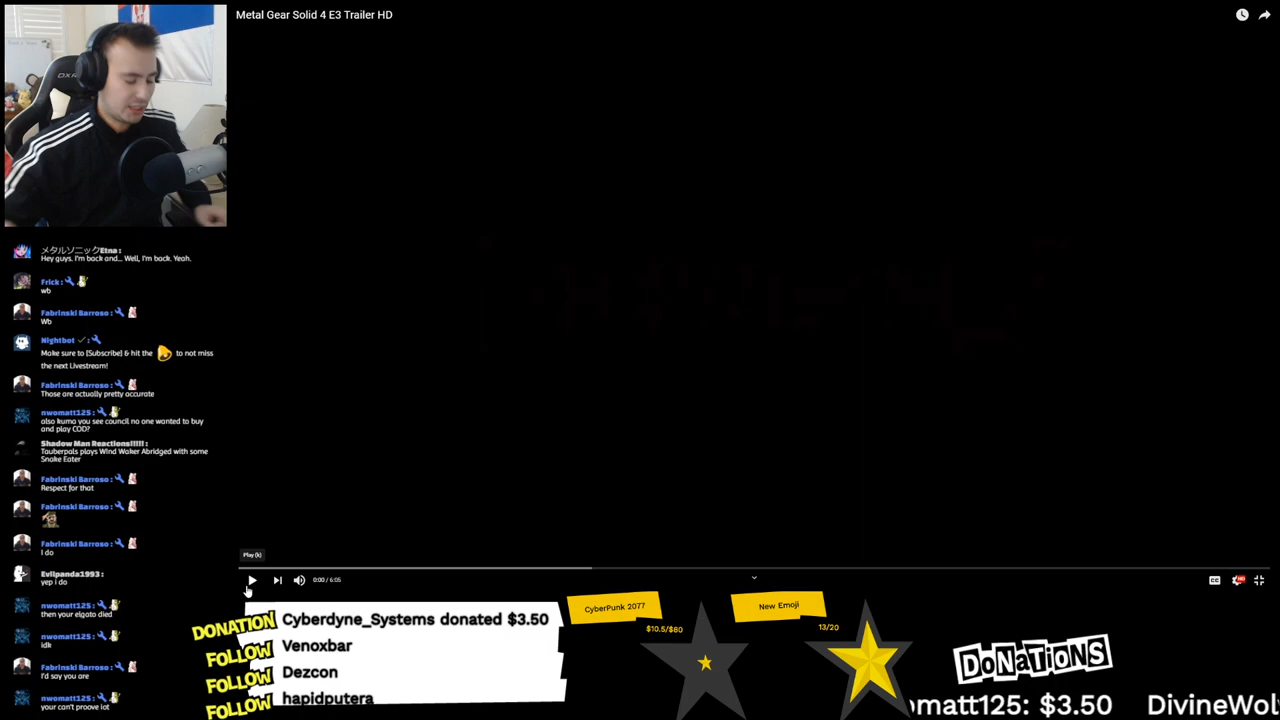 Metal Gear Solid 4 E3 Trailer HD
メタルソニックEtna :
Hey guys. I'm back and... Well, I'm back. Yeah.
Frick :
wb
Fabrinski Barroso :
Wb
Nightbot ✓ :
Make sure to [Subscribe] & hit the to not miss
the next Livestream!
Fabrinski Barroso :
Those are actually pretty accurate
nwomatt125 :
also kuma you see council no one wanted to buy
and play COD?
Shadow Man Reactions!!!!! :
Tauberpals plays Wind Waker Abridged with some
Snake Eater
Fabrinski Barroso :
Respect for that
Fabrinski Barroso :
Fabrinski Barroso :
I do
Evilpanda1993 :
yep i do
nwomatt125 :
then your elgato died
nwomatt125 :
idk
Fabrinski Barroso :
I'd say you are
nwomatt125 :
your can't proove iot
Play (k)
0:00 / 6:05
CC
HD
DONATION Cyberdyne_Systems donated $3.50
FOLLOW Venoxbar
FOLLOW Dezcon
FOLLOW hapidputera
CyberPunk 2077
$10.5/$80
New Emoji
13/20
DONATIONS
omatt125: $3.50 DivineWol